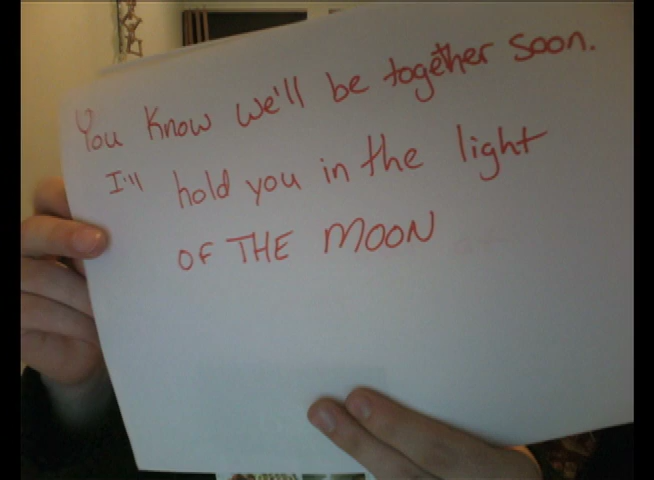 You Know we'll be together soon.
I'll hold you in the light
OF THE MOON